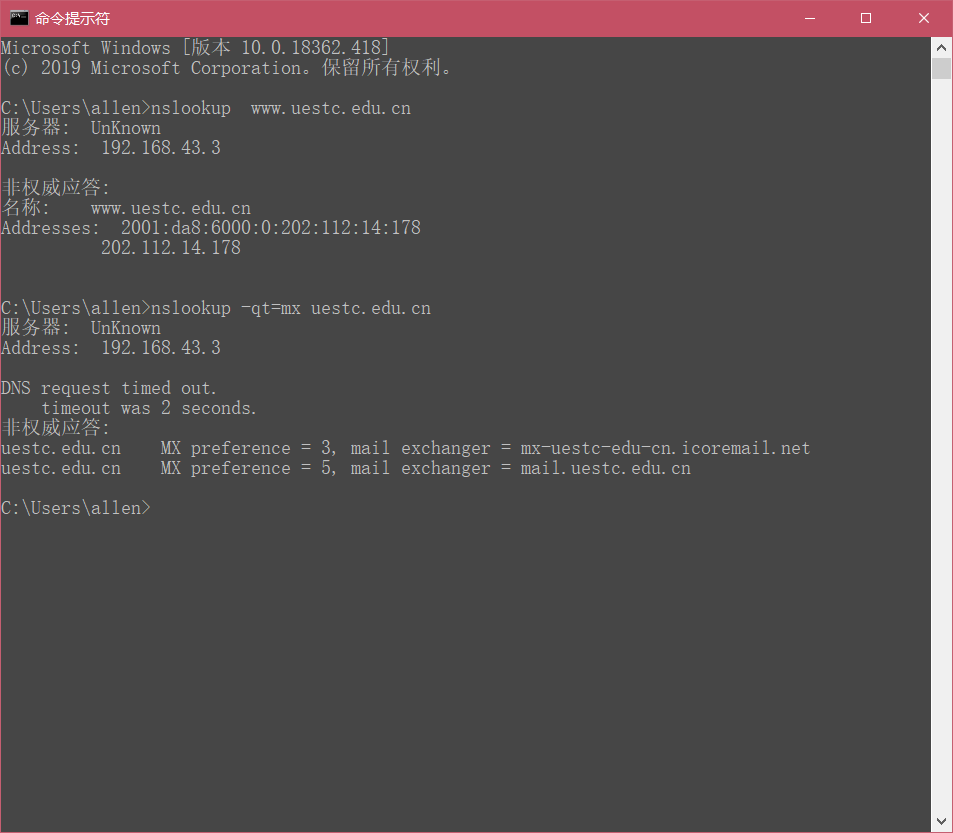 命令提示符
Microsoft Windows [版本 10.0.18362.418]
(c) 2019 Microsoft Corporation。保留所有权利。
C:\Users\allen>nslookup  www.uestc.edu.cn
服务器:  UnKnown
Address:  192.168.43.3
非权威应答:
名称:    www.uestc.edu.cn
Addresses:  2001:da8:6000:0:202:112:14:178
          202.112.14.178
C:\Users\allen>nslookup -qt=mx uestc.edu.cn
服务器:  UnKnown
Address:  192.168.43.3
DNS request timed out.
    timeout was 2 seconds.
非权威应答:
uestc.edu.cn    MX preference = 3, mail exchanger = mx-uestc-edu-cn.icoremail.net
uestc.edu.cn    MX preference = 5, mail exchanger = mail.uestc.edu.cn
C:\Users\allen>